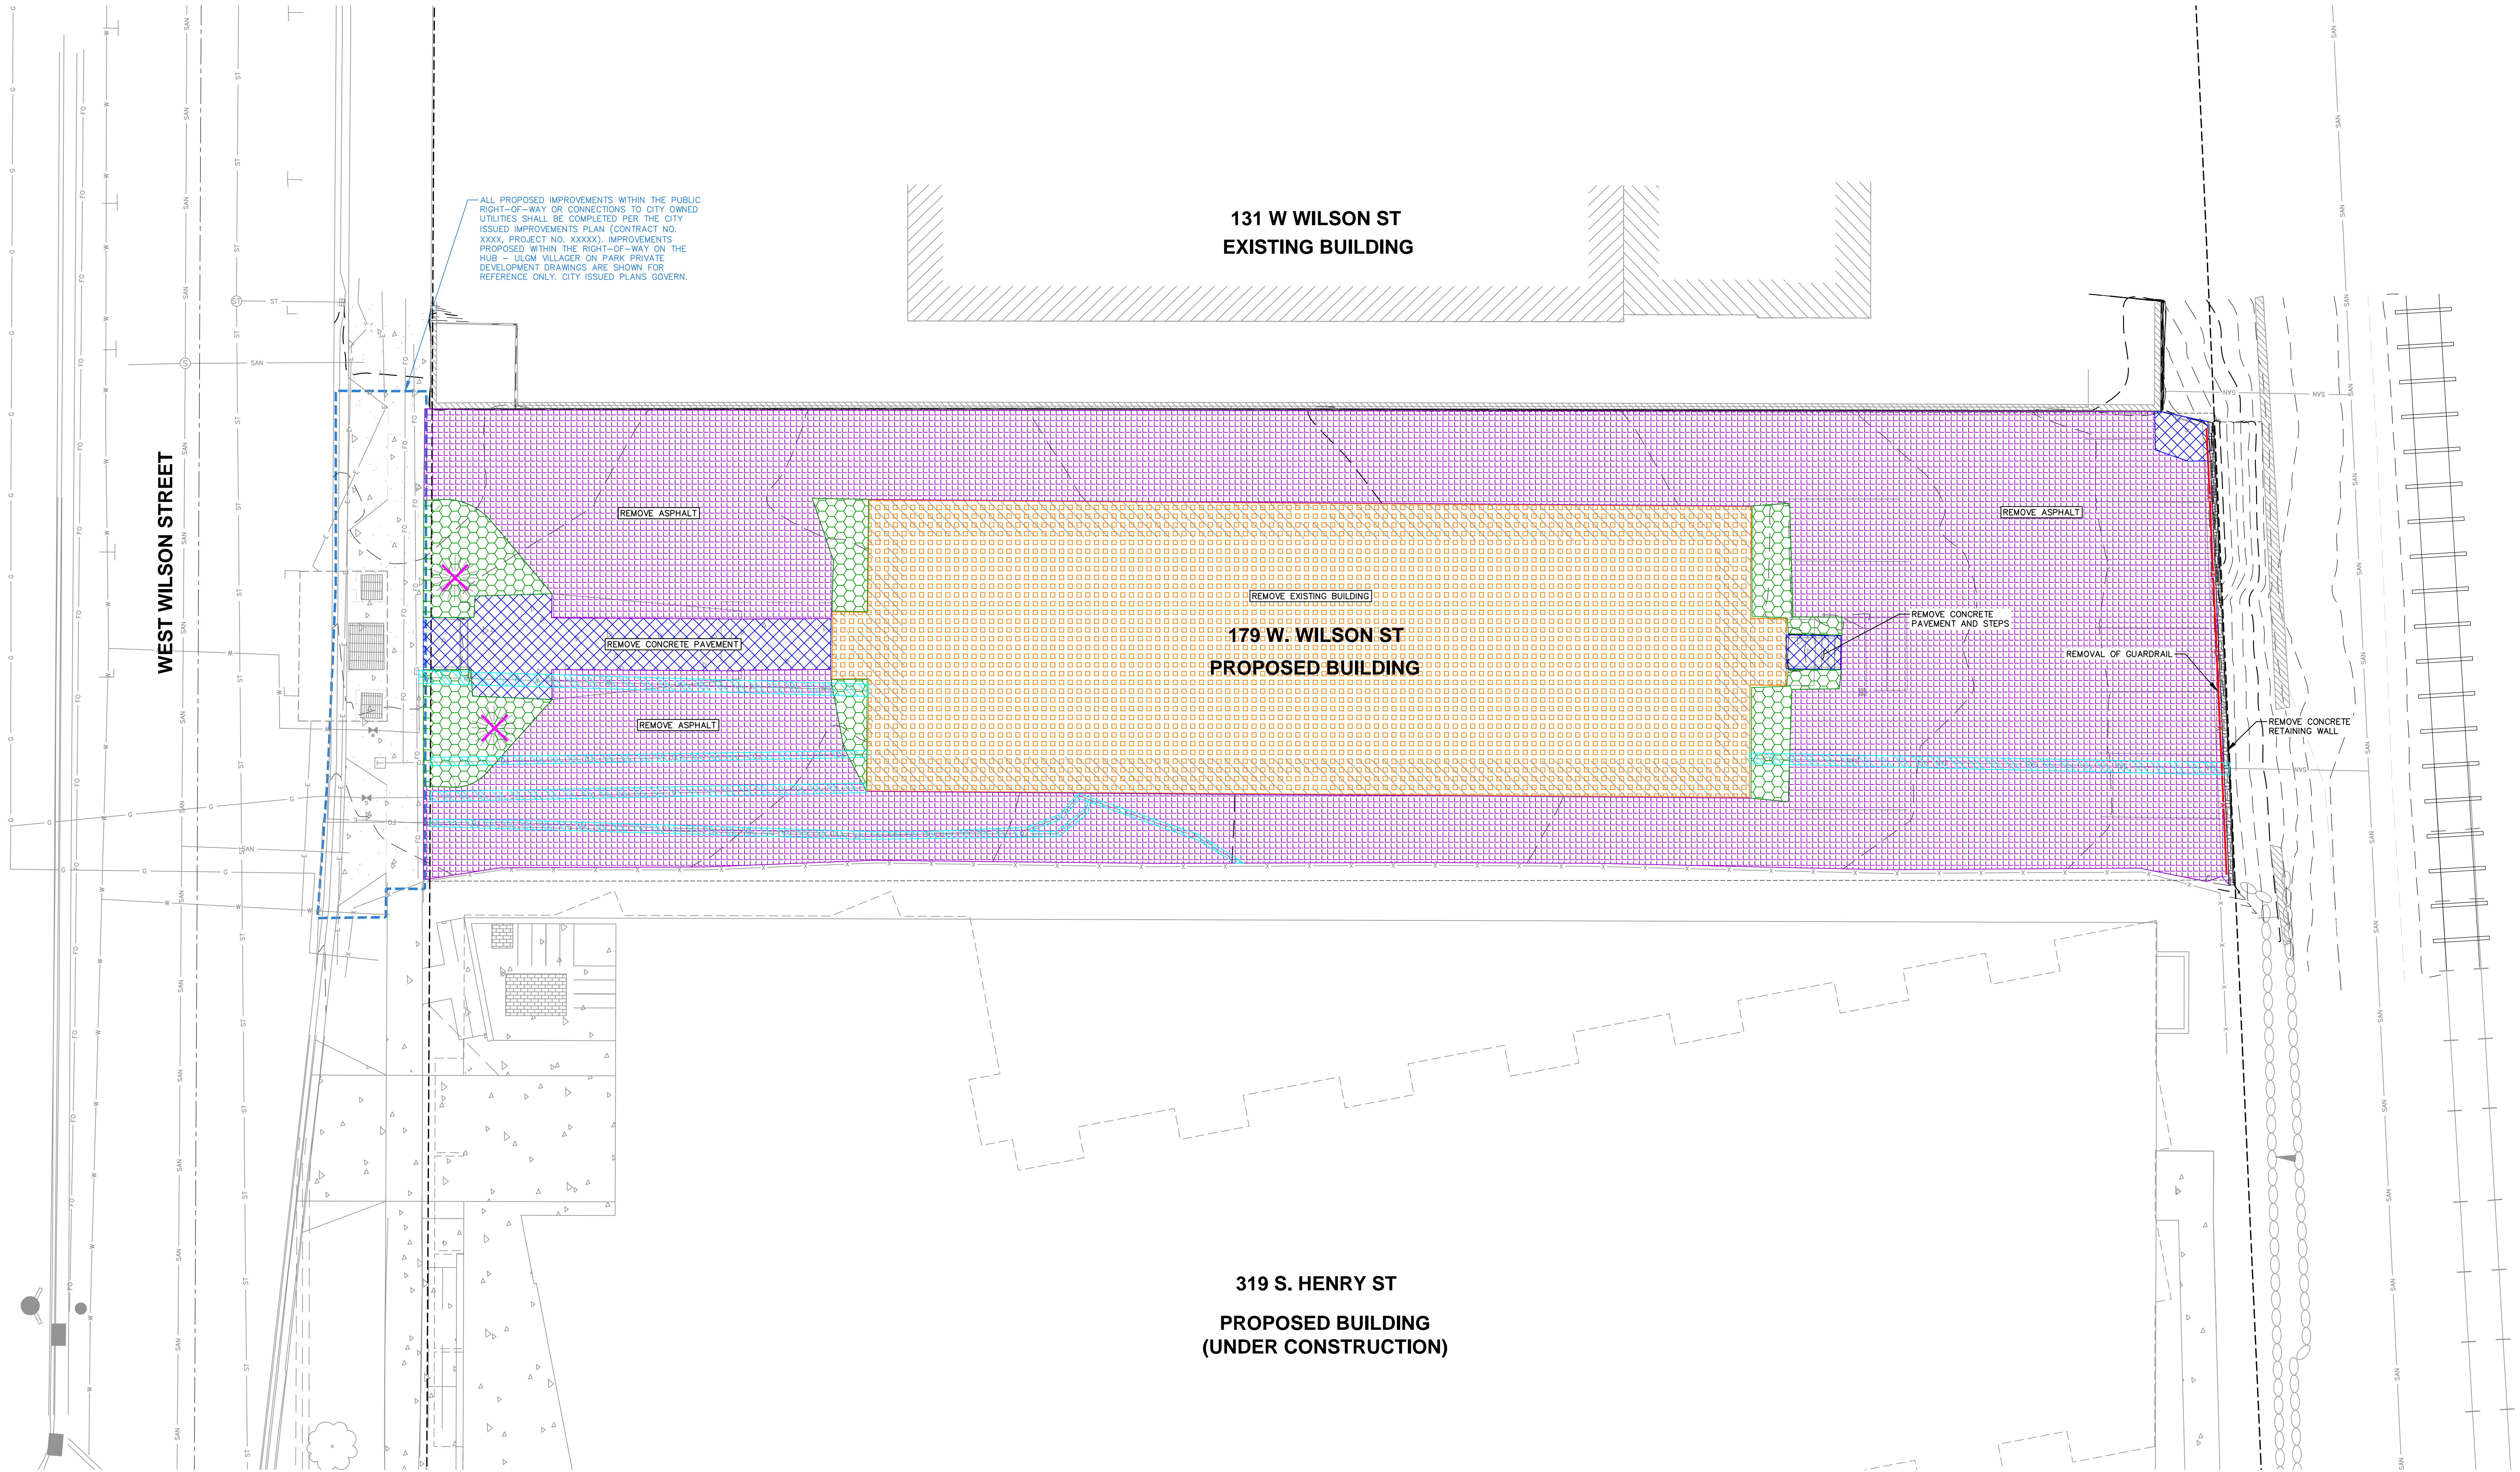 ALL PROPOSED IMPROVEMENTS WITHIN THE PUBLIC
RIGHT-OF-WAY OR CONNECTIONS TO CITY OWNED
UTILITIES SHALL BE COMPLETED PER THE CITY
ISSUED IMPROVEMENTS PLAN (CONTRACT NO.
XXXX, PROJECT NO. XXXXX). IMPROVEMENTS
PROPOSED WITHIN THE RIGHT-OF-WAY ON THE
HUB - ULGM VILLAGER ON PARK PRIVATE
DEVELOPMENT DRAWINGS ARE SHOWN FOR
REFERENCE ONLY. CITY ISSUED PLANS GOVERN.
131 W WILSON ST
EXISTING BUILDING
WEST WILSON STREET
REMOVE ASPHALT
REMOVE ASPHALT
REMOVE EXISTING BUILDING
179 W. WILSON ST
PROPOSED BUILDING
REMOVE CONCRETE PAVEMENT
REMOVE CONCRETE
PAVEMENT AND STEPS
REMOVAL OF GUARDRAIL
REMOVE ASPHALT
REMOVE CONCRETE
RETAINING WALL
319 S. HENRY ST
PROPOSED BUILDING
(UNDER CONSTRUCTION)
G
FO
W
SAN
ST
S
ST
SAN
E
X
T